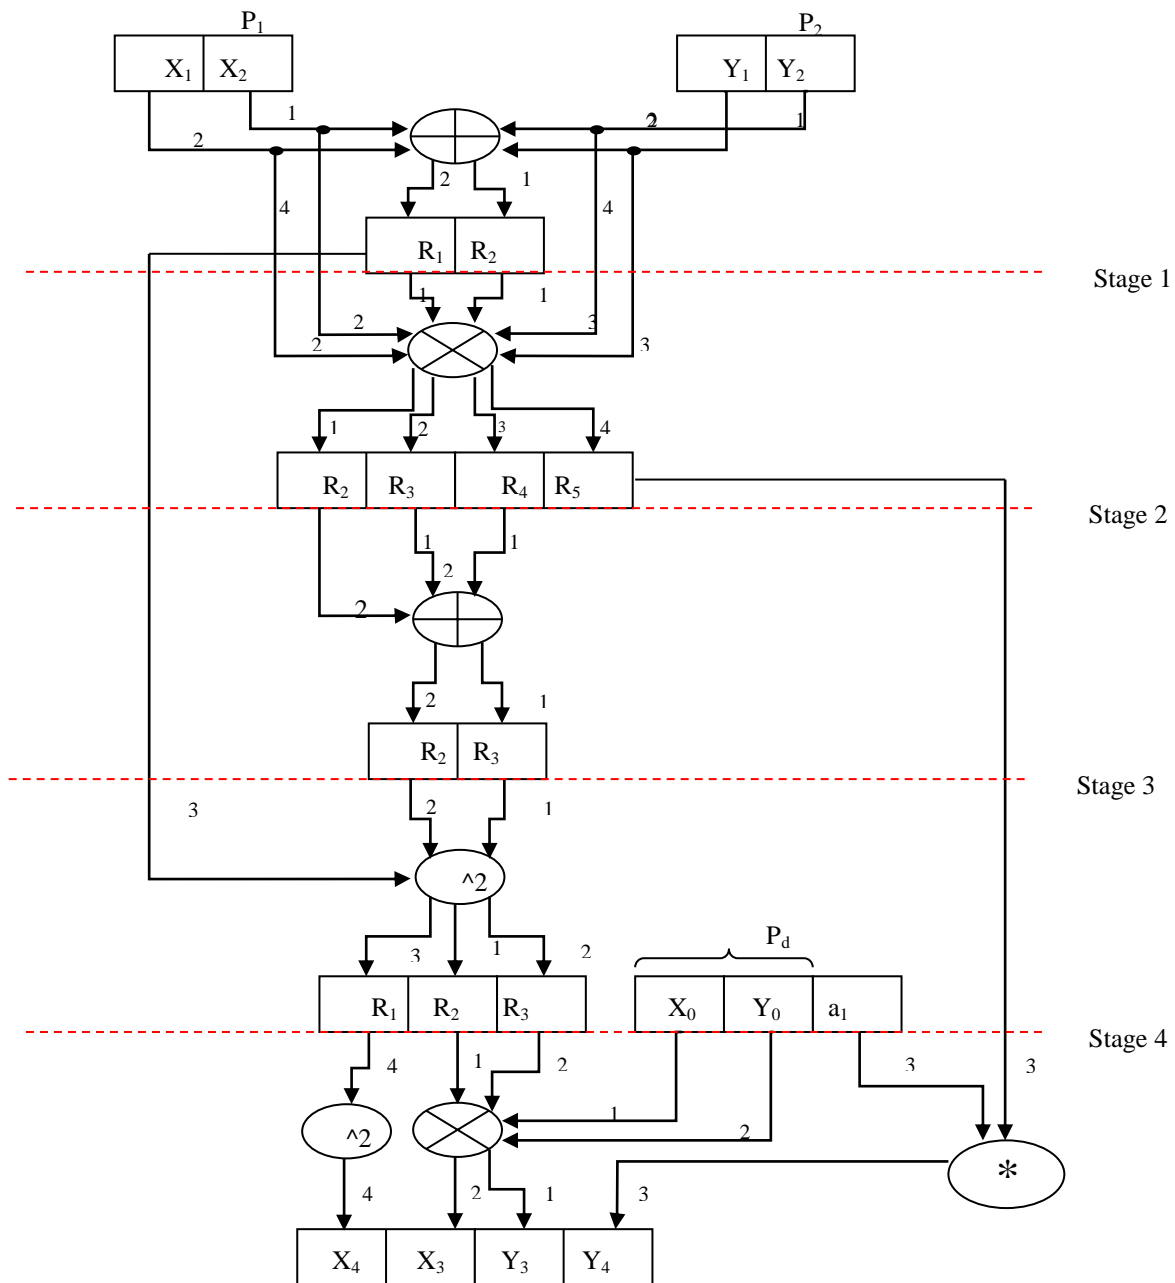 P1 P2
X1 X2 Y1 Y2
1 2 1
2
2 1
4 4
R1 R2
Stage 1
1 1
2 3
2 3
1 2 3 4
R2 R3 R4 R5
Stage 2
1 1
2
2
2 1
R2 R3
Stage 3
3 2 1
^2
Pd
3 1 2
R1 R2 R3 X0 Y0 a1
Stage 4
4 1 2 3 3
1
^2 2
*
4 2 1 3
X4 X3 Y3 Y4